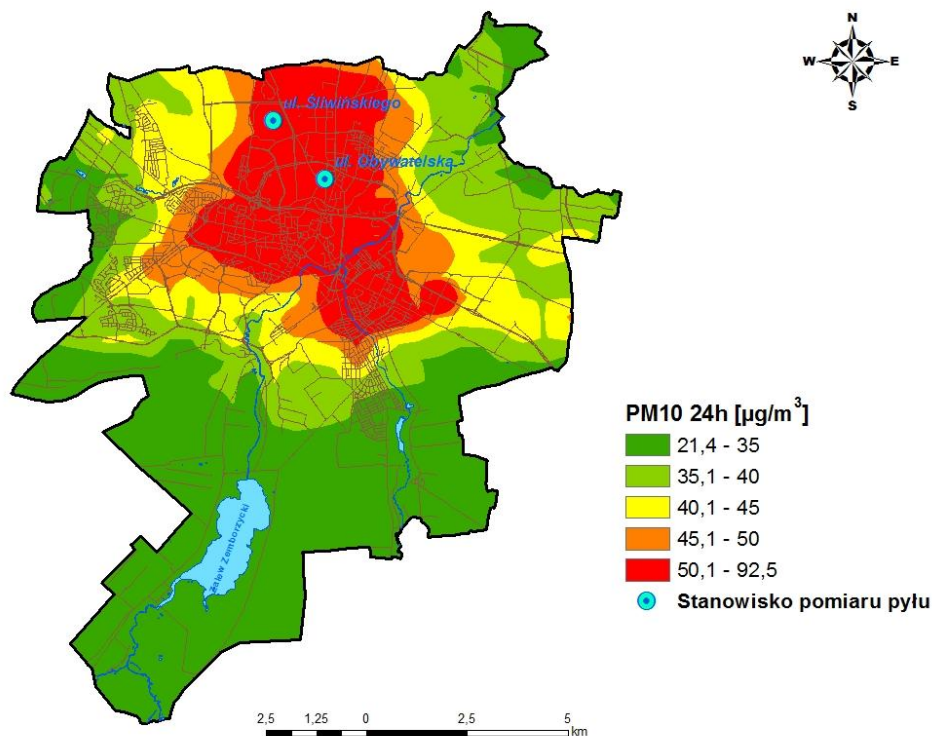 N
W E
S
ul. Śliwińskiego
ul. Obywatelska
Zalew Zemborzycki
PM10 24h [µg/m³]
21,4 - 35
35,1 - 40
40,1 - 45
45,1 - 50
50,1 - 92,5
Stanowisko pomiaru pyłu
2,5 1,25 0 2,5 5
km